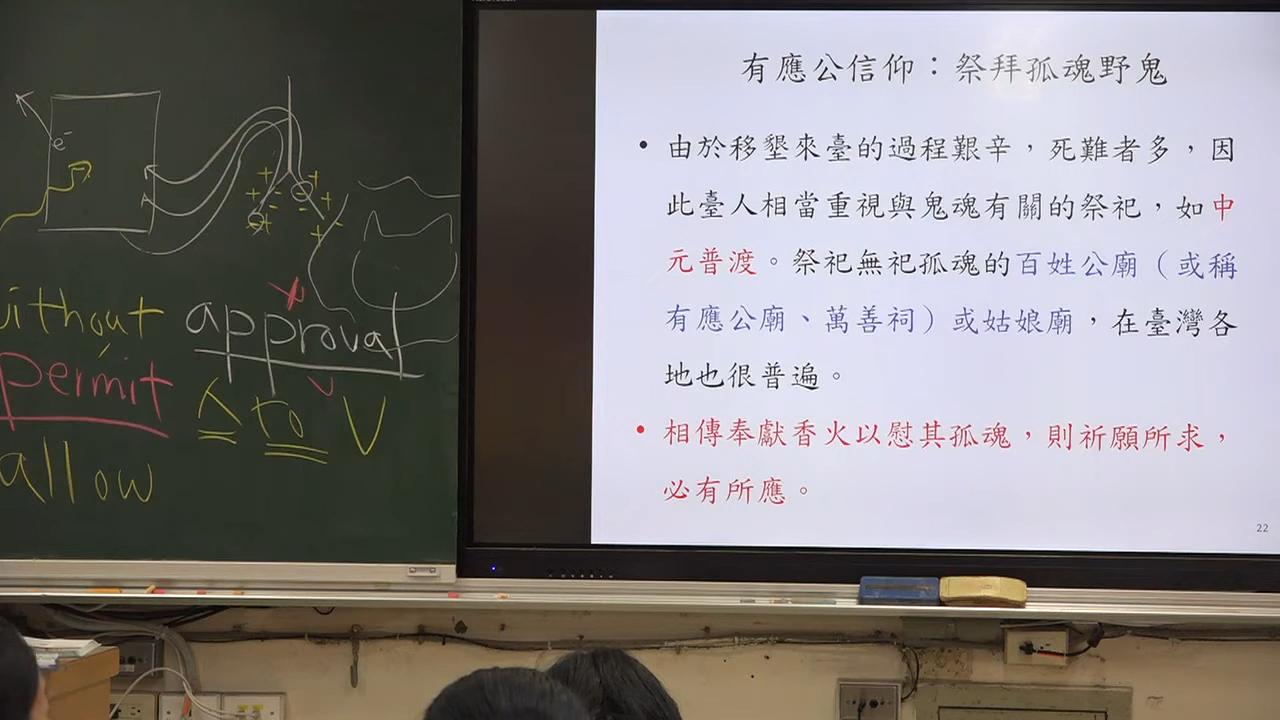 e⁻
without
approval
permit
to V
allow
有應公信仰：祭拜孤魂野鬼
• 由於移墾來臺的過程艱辛，死難者多，因
此臺人相當重視與鬼魂有關的祭祀，如中
元普渡。祭祀無祀孤魂的百姓公廟（或稱
有應公廟、萬善祠）或姑娘廟，在臺灣各
地也很普遍。
• 相傳奉獻香火以慰其孤魂，則祈願所求，
必有所應。
22